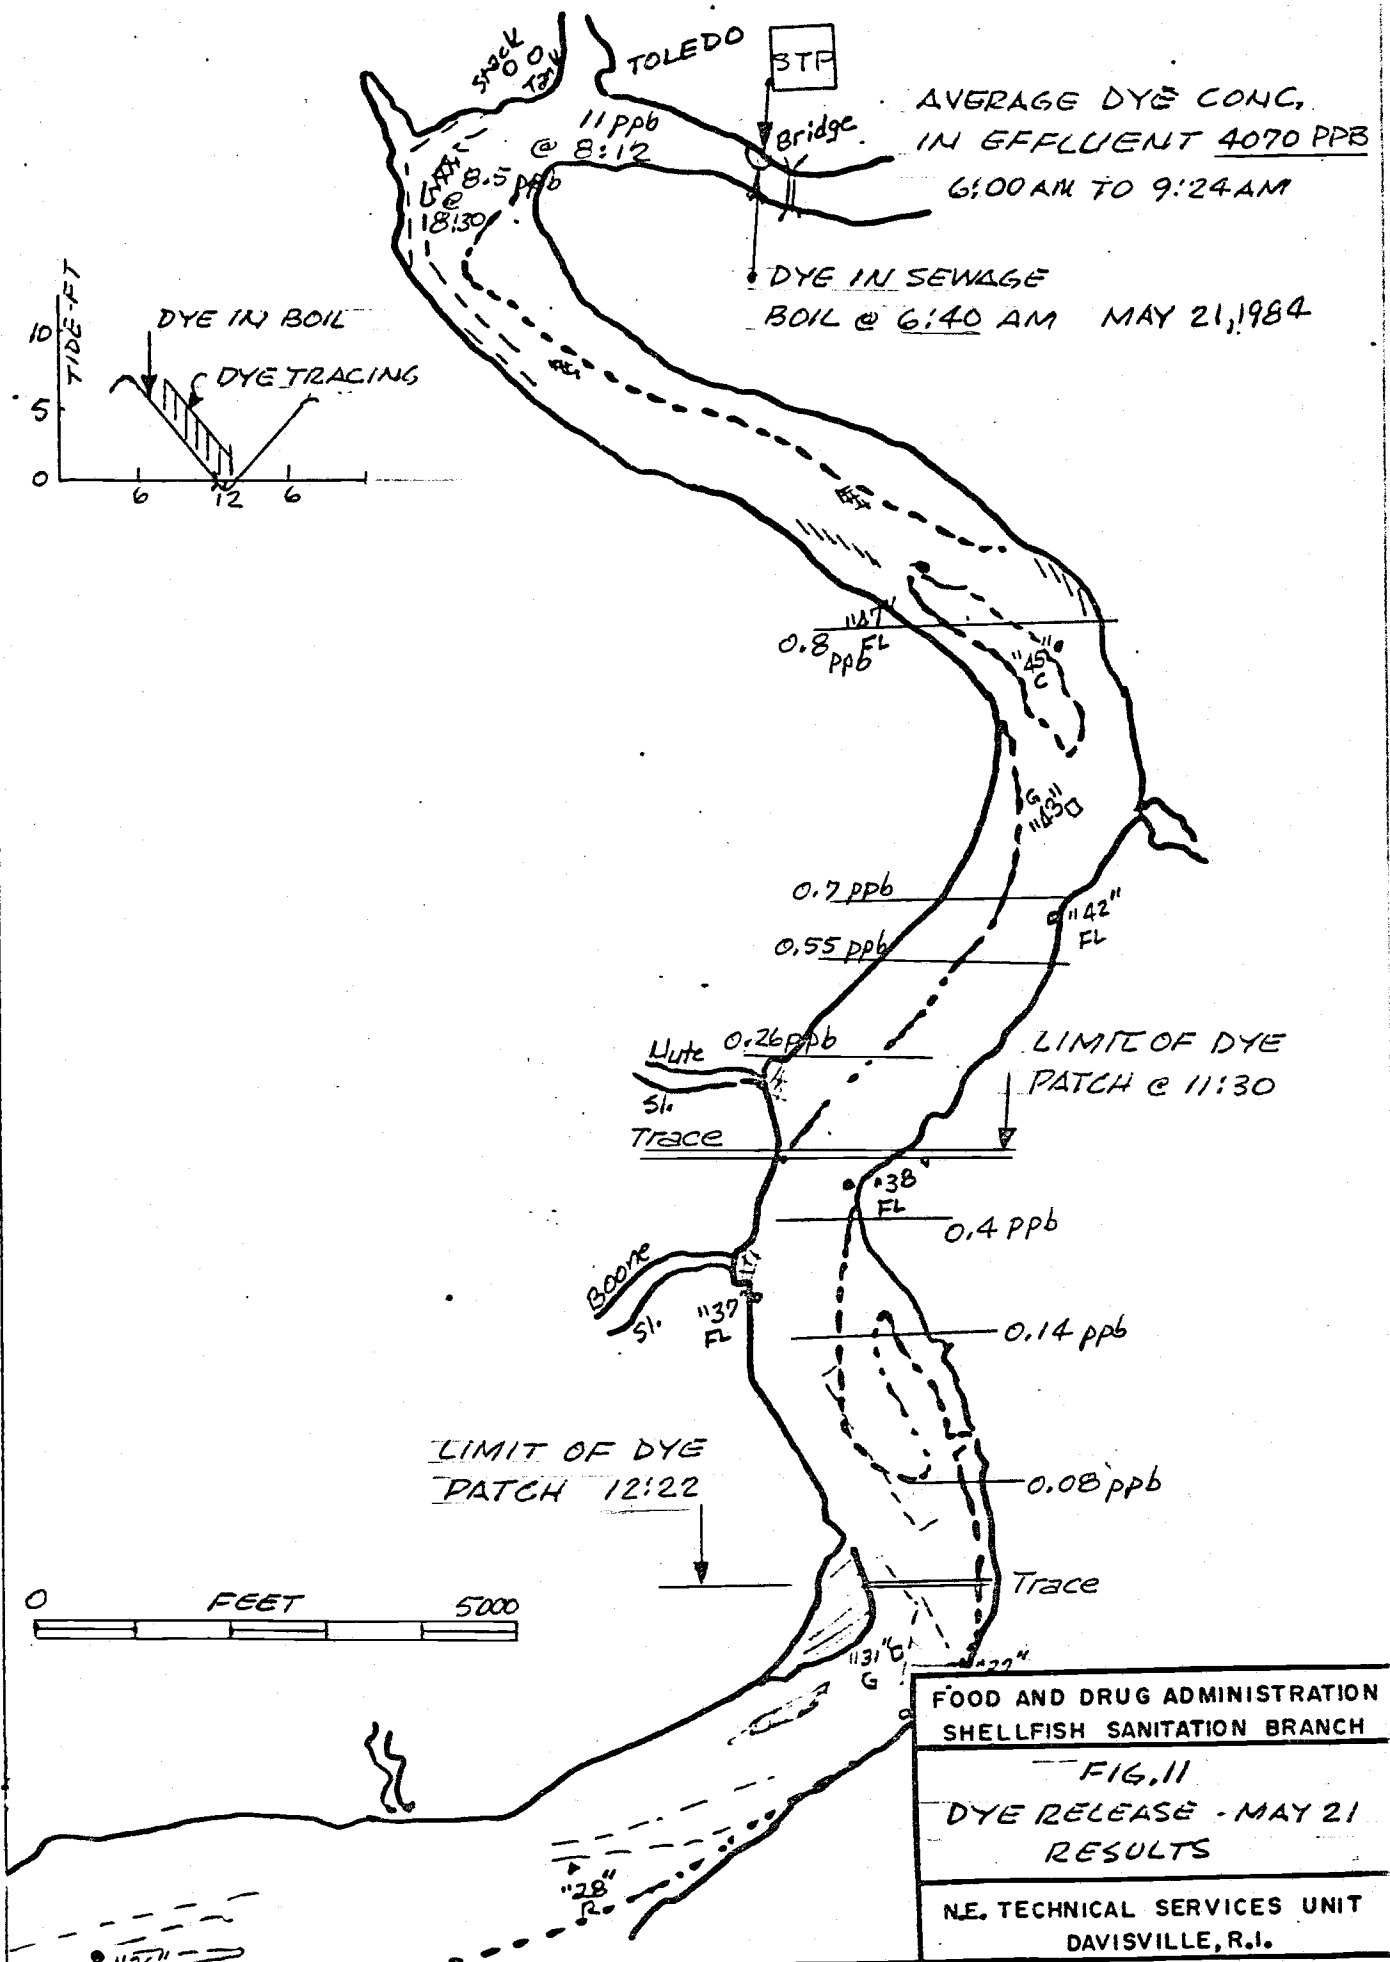 Stack
Tank
TOLEDO
STP
AVERAGE DYE CONC.
IN EFFLUENT 4070 PPB
6:00 AM TO 9:24 AM
11 ppb
@ 8:12
Bridge
8.5 ppb
@
8:30
DYE IN SEWAGE
BOIL @ 6:40 AM MAY 21, 1984
TIDE-FT
10
5
0
DYE IN BOIL
DYE TRACING
6
12
6
"47"
FL
0.8
ppb
"45"
C
G
"43"
0.7 ppb
"42"
FL
0.55 ppb
Nute
Sl.
0.26 ppb
LIMIT OF DYE
PATCH @ 11:30
Trace
"38"
FL
0.4 ppb
Boone
Sl.
"37"
FL
0.14 ppb
LIMIT OF DYE
PATCH 12:22
0.08 ppb
Trace
0 FEET 5000
"31"
G
"28"
R
FOOD AND DRUG ADMINISTRATION
SHELLFISH SANITATION BRANCH
FIG. 11
DYE RELEASE - MAY 21
RESULTS
N.E. TECHNICAL SERVICES UNIT
DAVISVILLE, R.I.